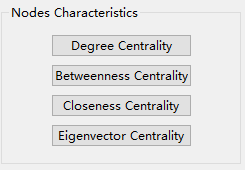 Nodes Characteristics
Degree Centrality
Betweenness Centrality
Closeness Centrality
Eigenvector Centrality